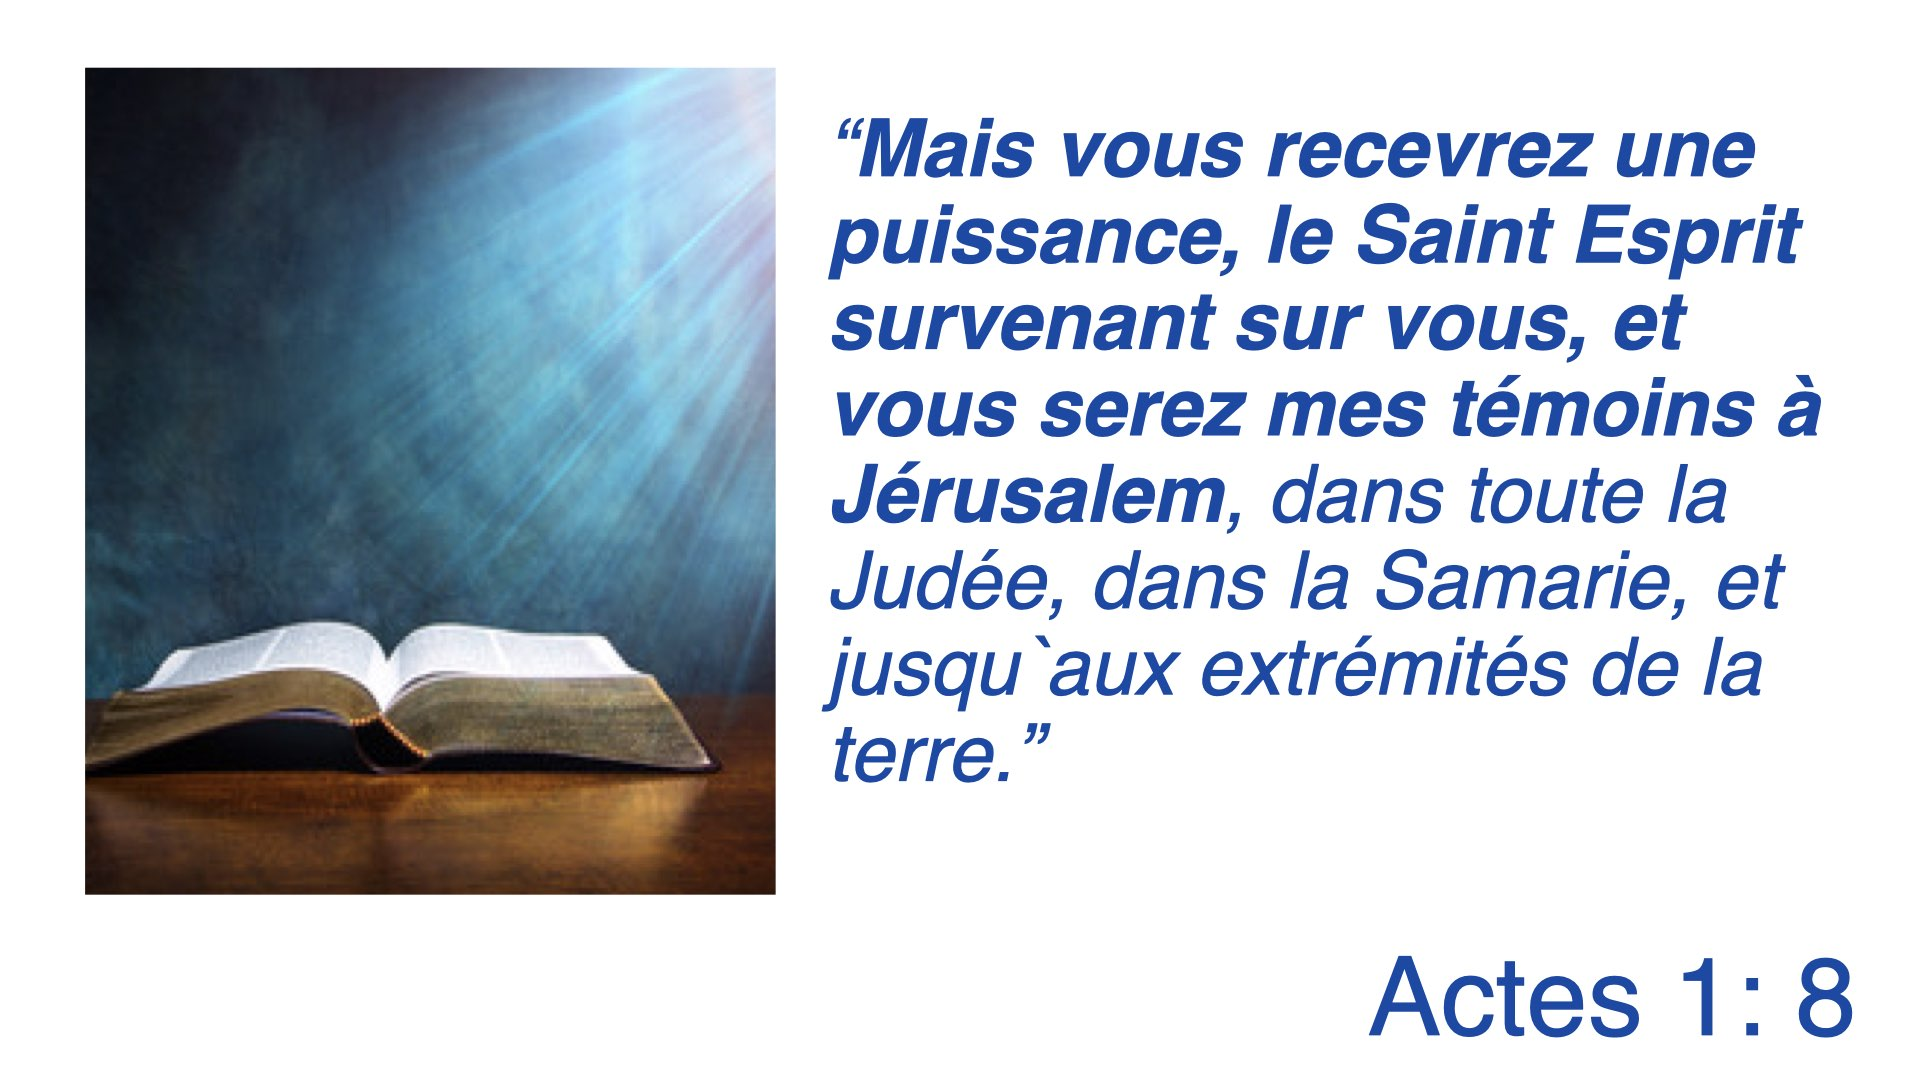 “Mais vous recevrez une
puissance, le Saint Esprit
survenant sur vous, et
vous serez mes témoins à
Jérusalem, dans toute la
Judée, dans la Samarie, et
jusqu`aux extrémités de la
terre.”
Actes 1: 8